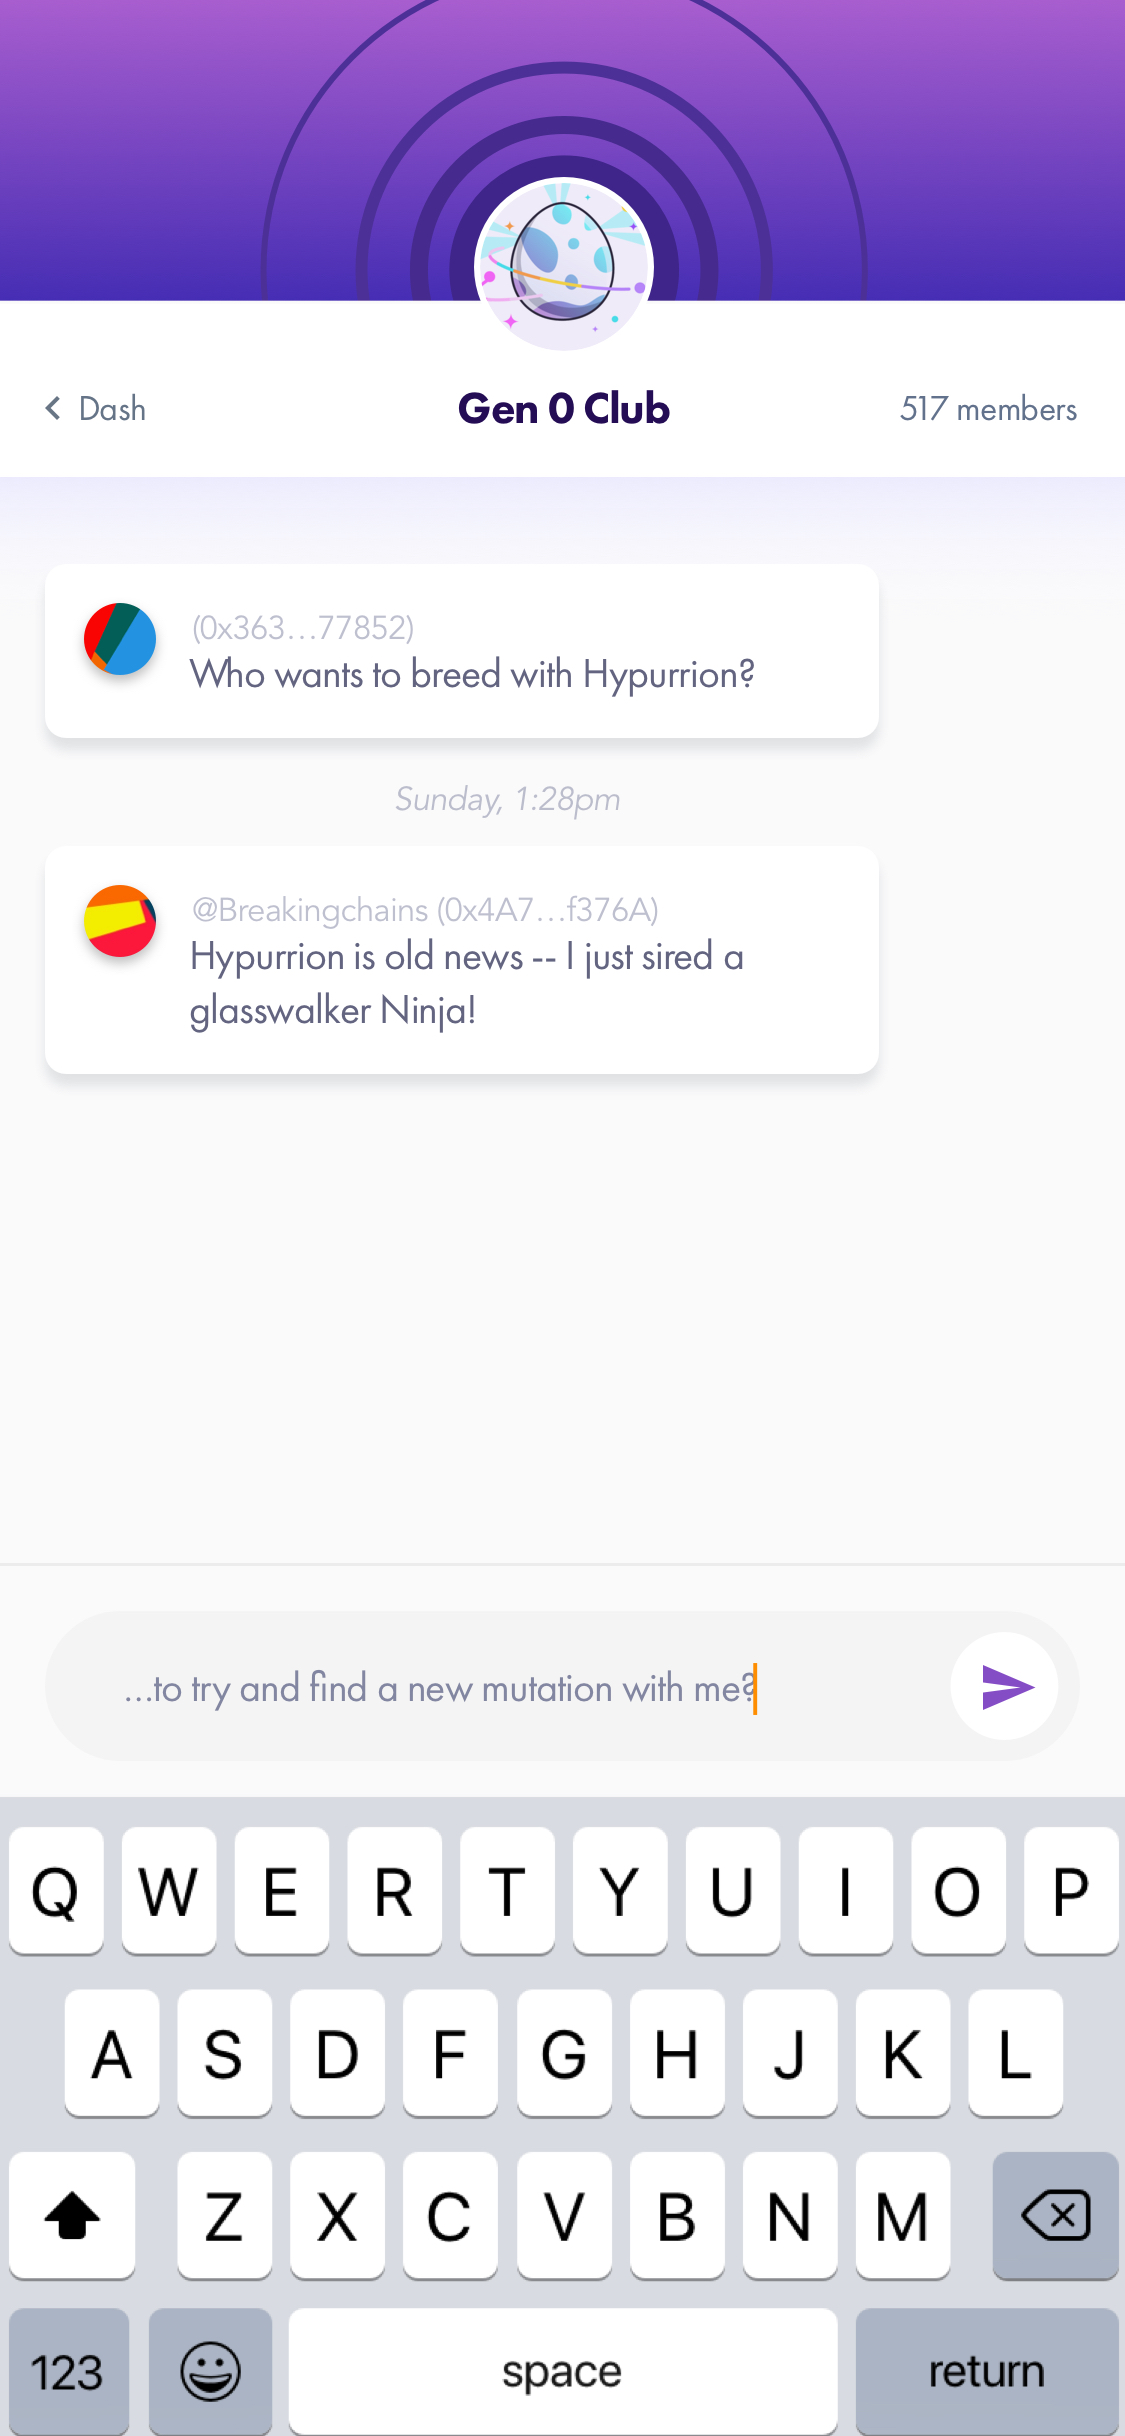 Dash
Gen 0 Club
517 members
(0x363...77852)
Who wants to breed with Hypurrion?
Sunday, 1:28pm
@Breakingchains (0x4A7...f376A)
Hypurrion is old news -- I just sired a
glasswalker Ninja!
...to try and find a new mutation with me?
Q W E R T Y U I O P
A S D F G H J K L
Z X C V B N M
123 space return